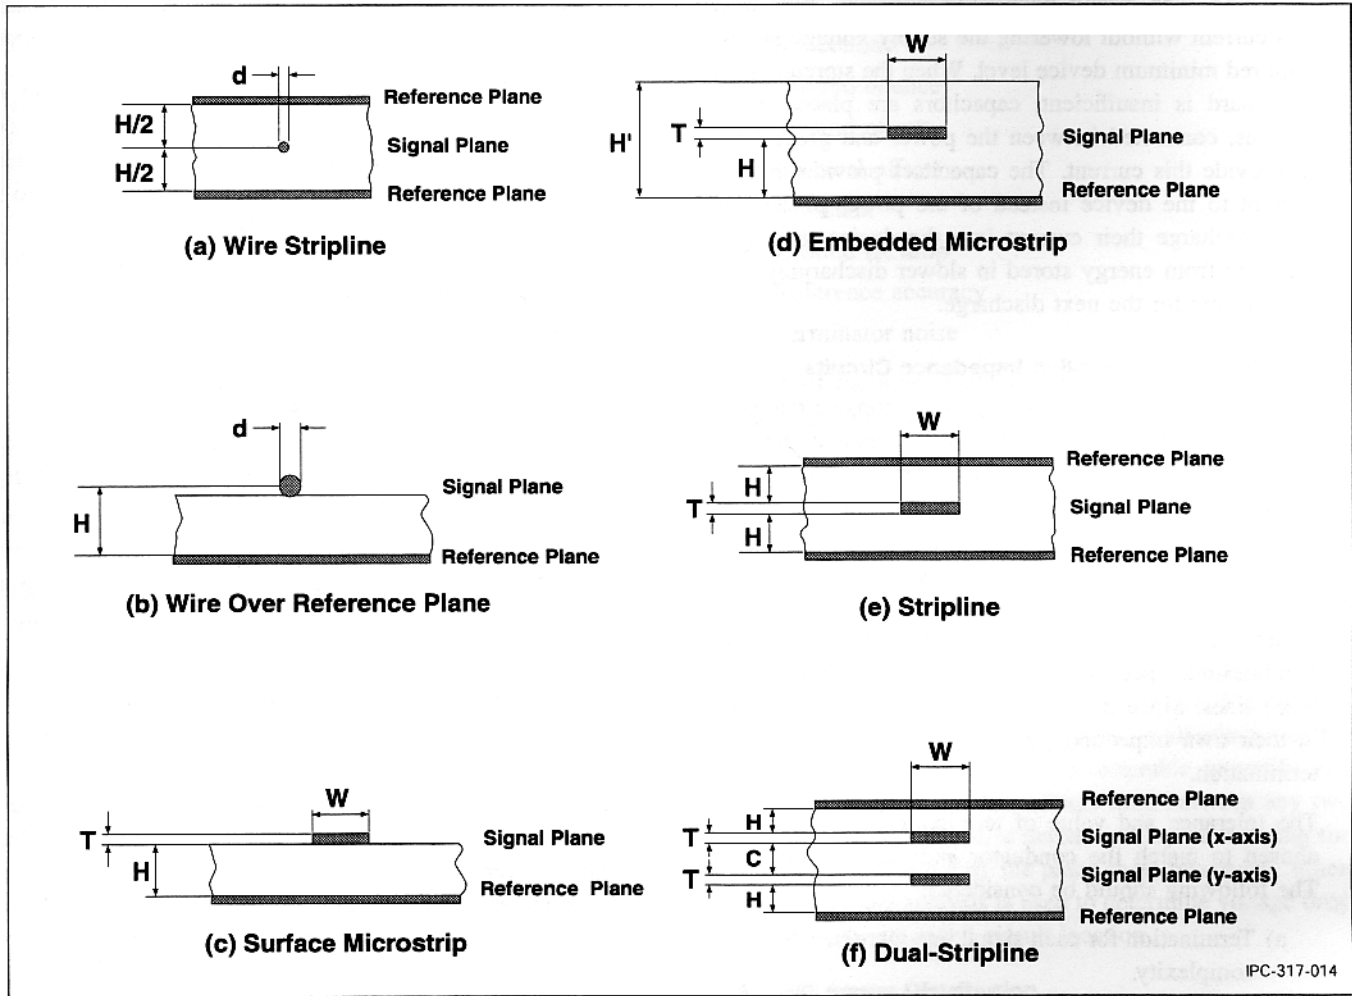 d
H/2
H/2
Reference Plane
Signal Plane
Reference Plane
(a) Wire Stripline
W
H'
T
H
Signal Plane
Reference Plane
(d) Embedded Microstrip
d
H
Signal Plane
Reference Plane
(b) Wire Over Reference Plane
W
H
T
H
Reference Plane
Signal Plane
Reference Plane
(e) Stripline
W
T
H
Signal Plane
Reference Plane
(c) Surface Microstrip
W
H
T
C
T
H
Reference Plane
Signal Plane (x-axis)
Signal Plane (y-axis)
Reference Plane
(f) Dual-Stripline
IPC-317-014